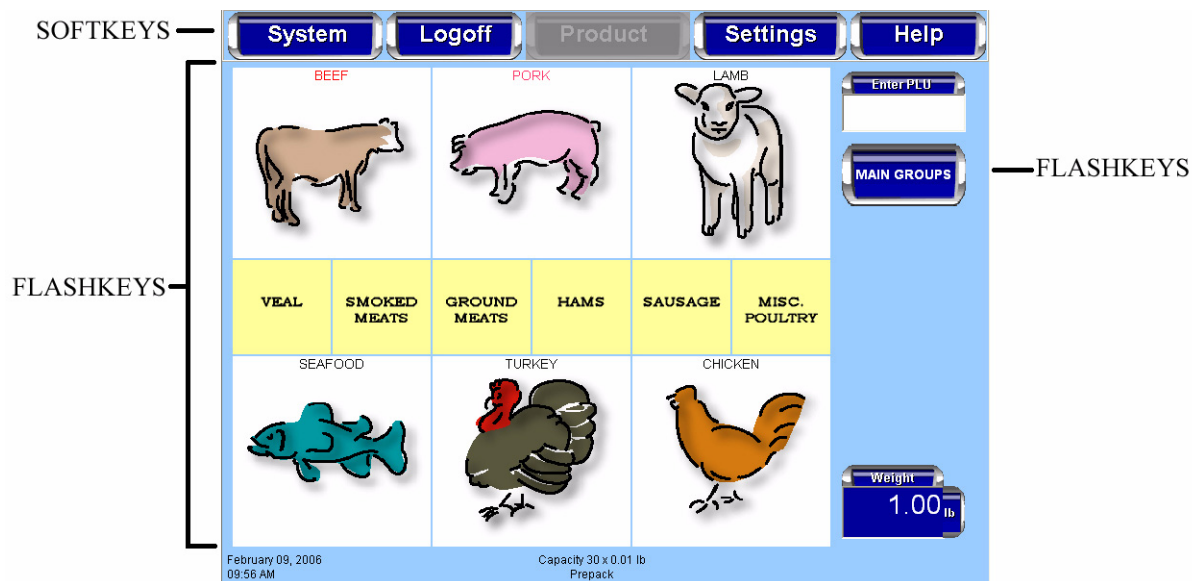 SOFTKEYS
System Logoff Product Settings Help
BEEF PORK LAMB
Enter PLU
MAIN GROUPS
FLASHKEYS
FLASHKEYS
VEAL SMOKED GROUND HAMS SAUSAGE MISC.
MEATS MEATS POULTRY
SEAFOOD TURKEY CHICKEN
Weight
1.00 lb
February 09, 2006 Capacity 30 x 0.01 lb
09:56 AM Prepack